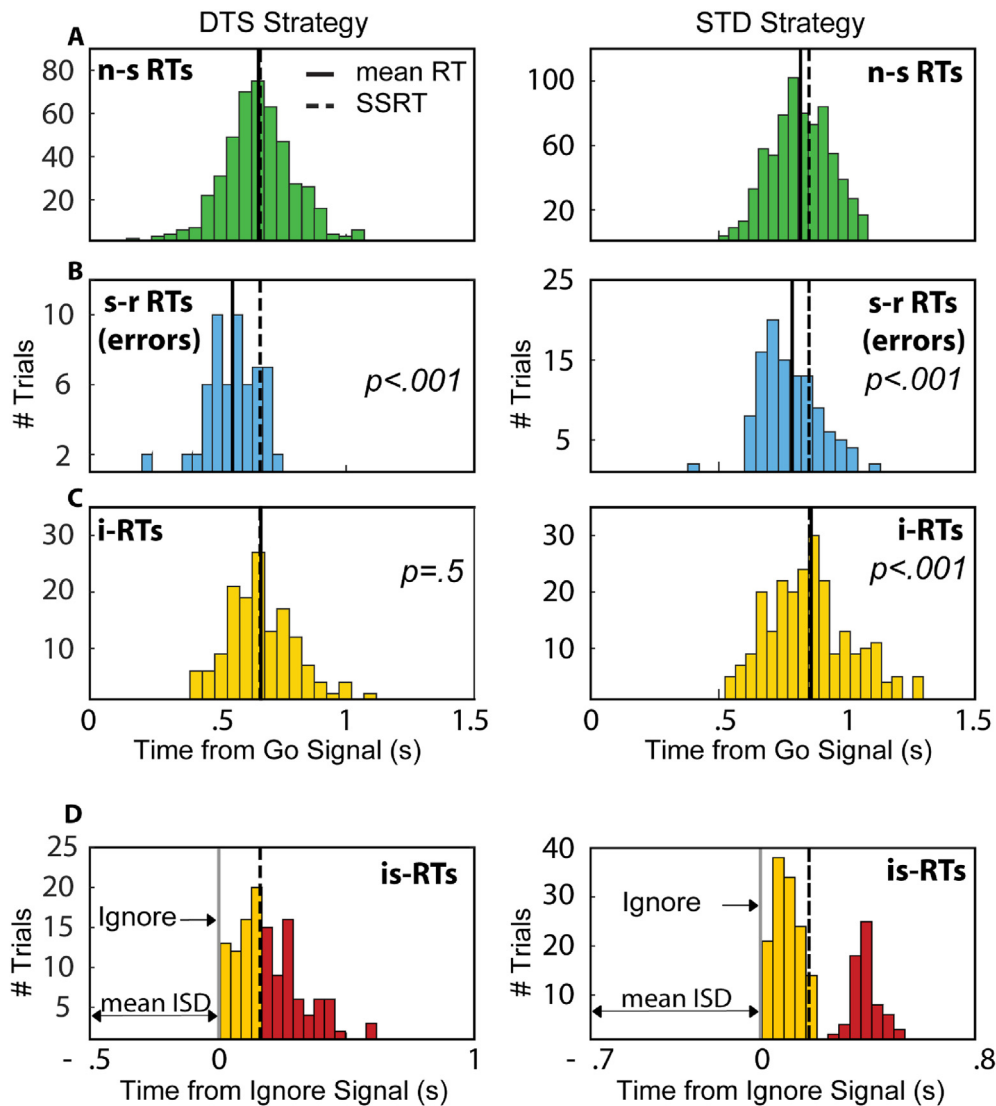 DTS Strategy
STD Strategy
A
80
60
40
20
n-s RTs
mean RT
SSRT
100
60
20
n-s RTs
B
10
6
2
s-r RTs
(errors)
p<.001
25
15
5
s-r RTs
(errors)
p<.001
# Trials
# Trials
1
C
30
20
10
i-RTs
p=.5
0
.5
1
1.5
Time from Go Signal (s)
30
20
10
i-RTs
p<.001
0
.5
1
1.5
Time from Go Signal (s)
D
25
20
15
10
5
# Trials
is-RTs
Ignore
mean ISD
- .5
0
1
Time from Ignore Signal (s)
40
30
20
10
# Trials
is-RTs
Ignore
mean ISD
- .7
0
.8
Time from Ignore Signal (s)